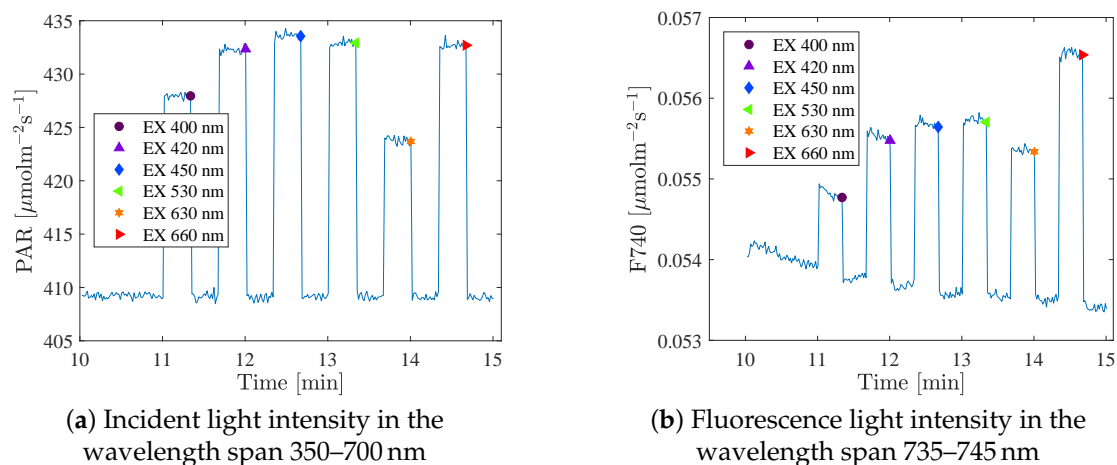 435
430
425
420
415
410
405
PAR [µmolm⁻²s⁻¹]
EX 400 nm
EX 420 nm
EX 450 nm
EX 530 nm
EX 630 nm
EX 660 nm
10 11 12 13 14 15
Time [min]
(a) Incident light intensity in the
wavelength span 350–700 nm
0.057
0.056
0.055
0.054
0.053
F740 [µmolm⁻²s⁻¹]
EX 400 nm
EX 420 nm
EX 450 nm
EX 530 nm
EX 630 nm
EX 660 nm
10 11 12 13 14 15
Time [min]
(b) Fluorescence light intensity in the
wavelength span 735–745 nm